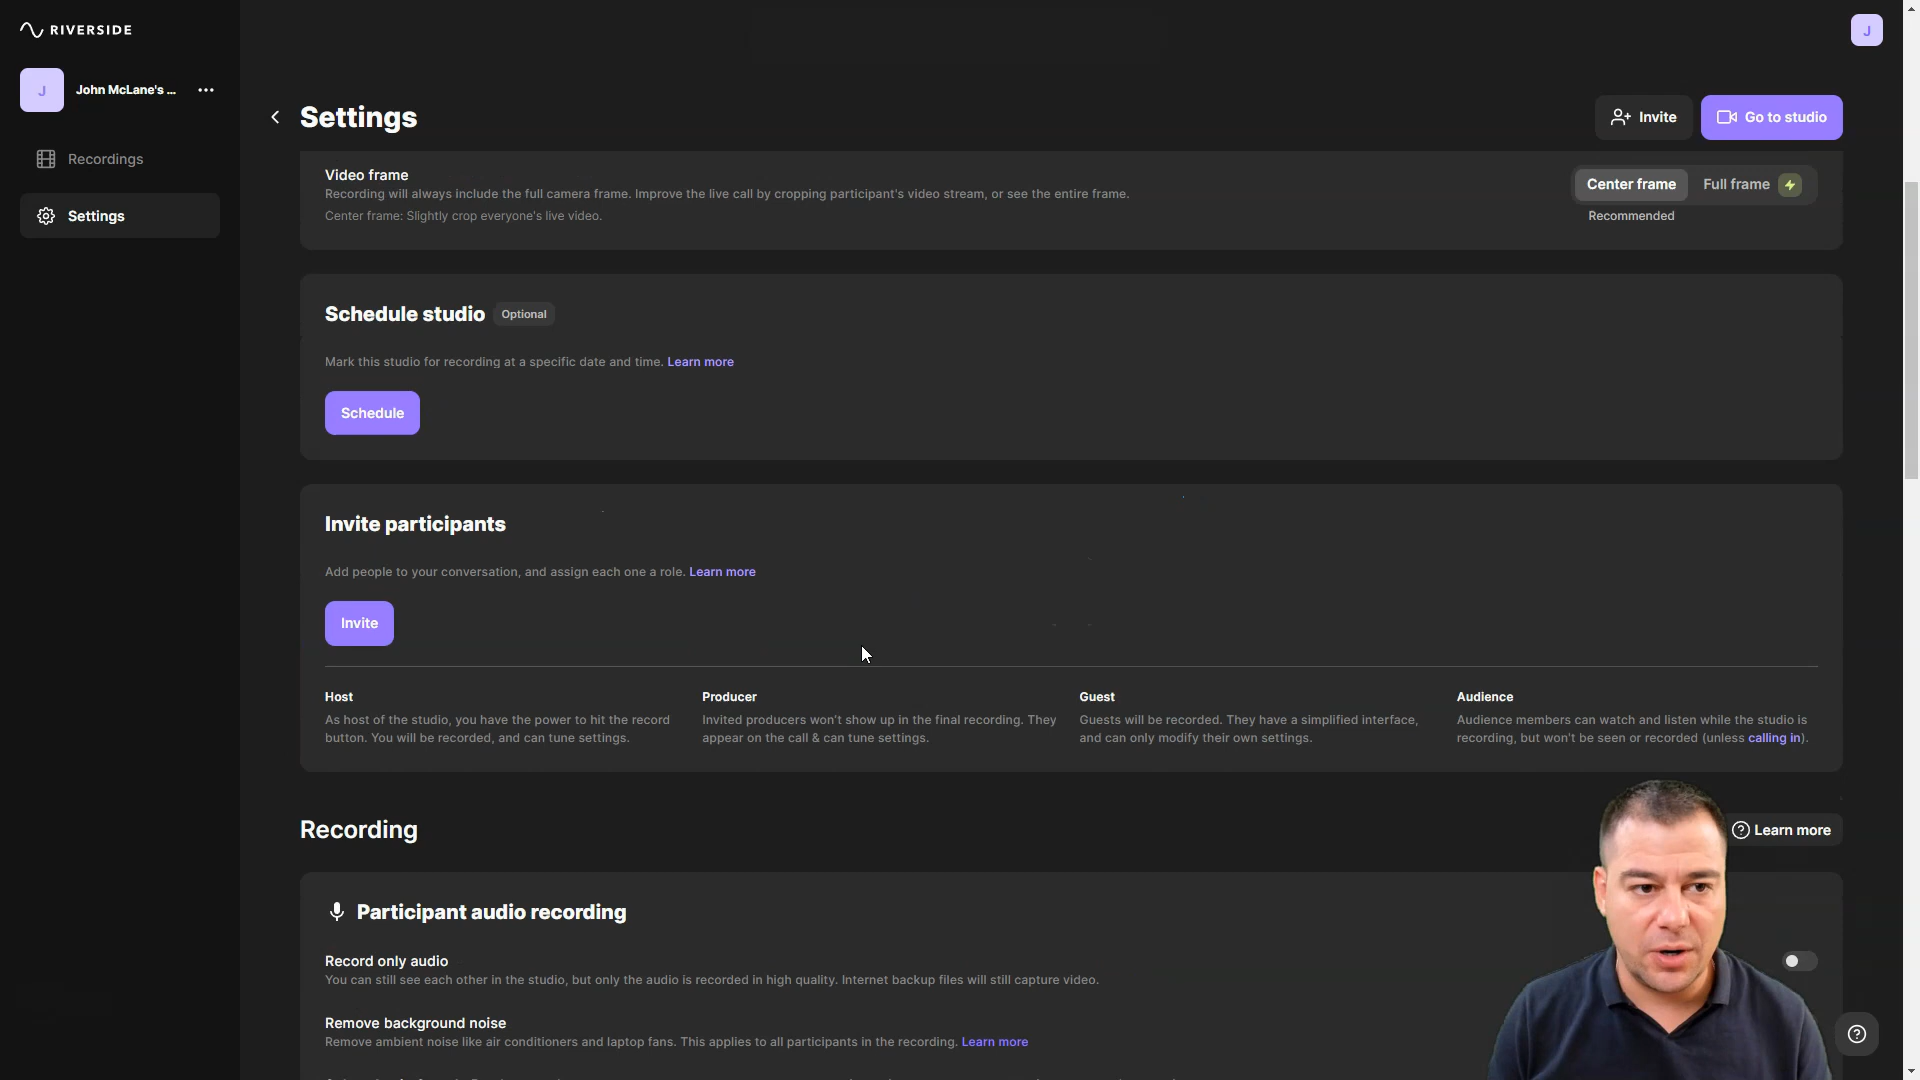 RIVERSIDE
J
J
John McLane's ...
Settings
Invite
Go to studio
Recordings
Settings
Video frame
Recording will always include the full camera frame. Improve the live call by cropping participant's video stream, or see the entire frame.
Center frame: Slightly crop everyone's live video.
Center frame
Full frame
Recommended
Schedule studio
Optional
Mark this studio for recording at a specific date and time. Learn more
Schedule
Invite participants
Add people to your conversation, and assign each one a role. Learn more
Invite
Host
As host of the studio, you have the power to hit the record
button. You will be recorded, and can tune settings.
Producer
Invited producers won't show up in the final recording. They
appear on the call & can tune settings.
Guest
Guests will be recorded. They have a simplified interface,
and can only modify their own settings.
Audience
Audience members can watch and listen while the studio is
recording, but won't be seen or recorded (unless calling in).
Recording
Learn more
Participant audio recording
Record only audio
You can still see each other in the studio, but only the audio is recorded in high quality. Internet backup files will still capture video.
Remove background noise
Remove ambient noise like air conditioners and laptop fans. This applies to all participants in the recording. Learn more